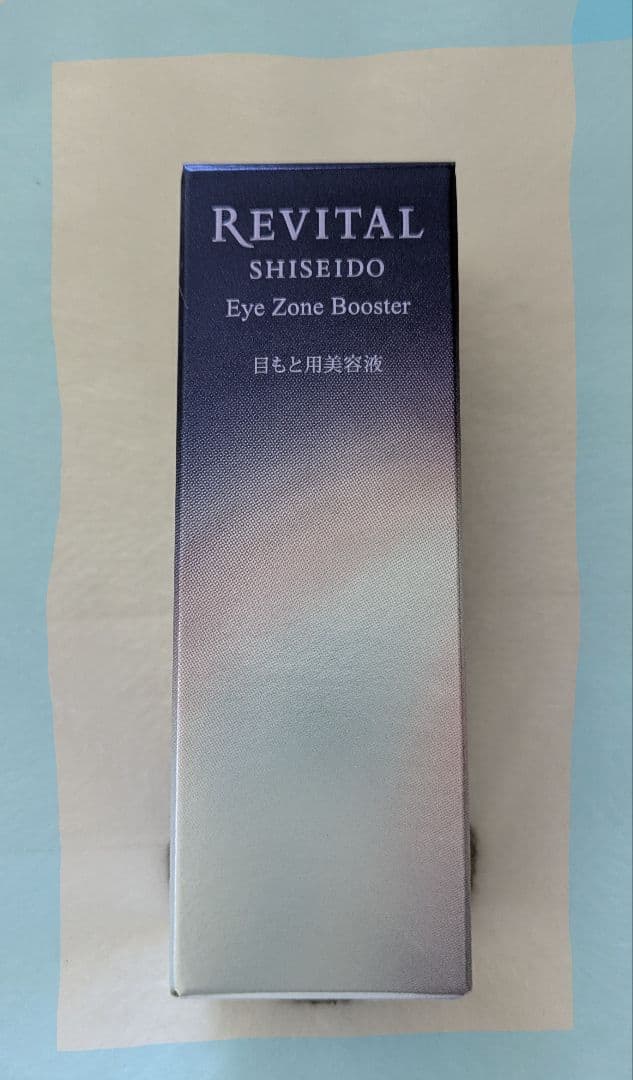 REVITAL
SHISEIDO
Eye Zone Booster
目もと用美容液